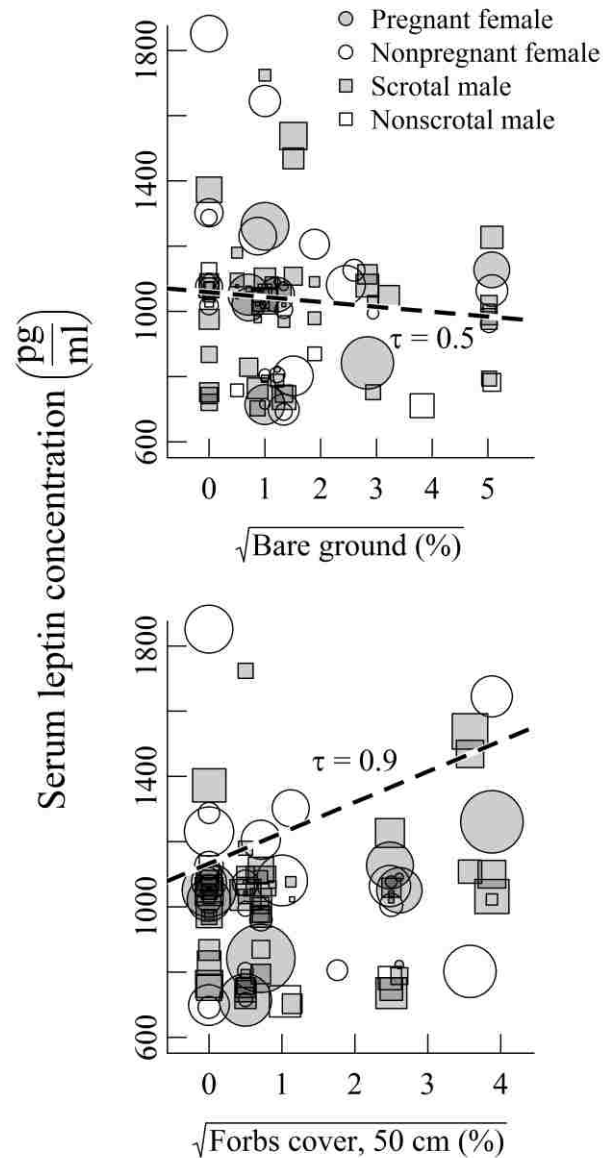 Pregnant female
Nonpregnant female
Scrotal male
Nonscrotal male
1800
1400
1000
600
τ = 0.5
0 1 2 3 4 5
√Bare ground (%)
Serum leptin concentration (pg/ml)
1800
1400
1000
600
τ = 0.9
0 1 2 3 4
√Forbs cover, 50 cm (%)